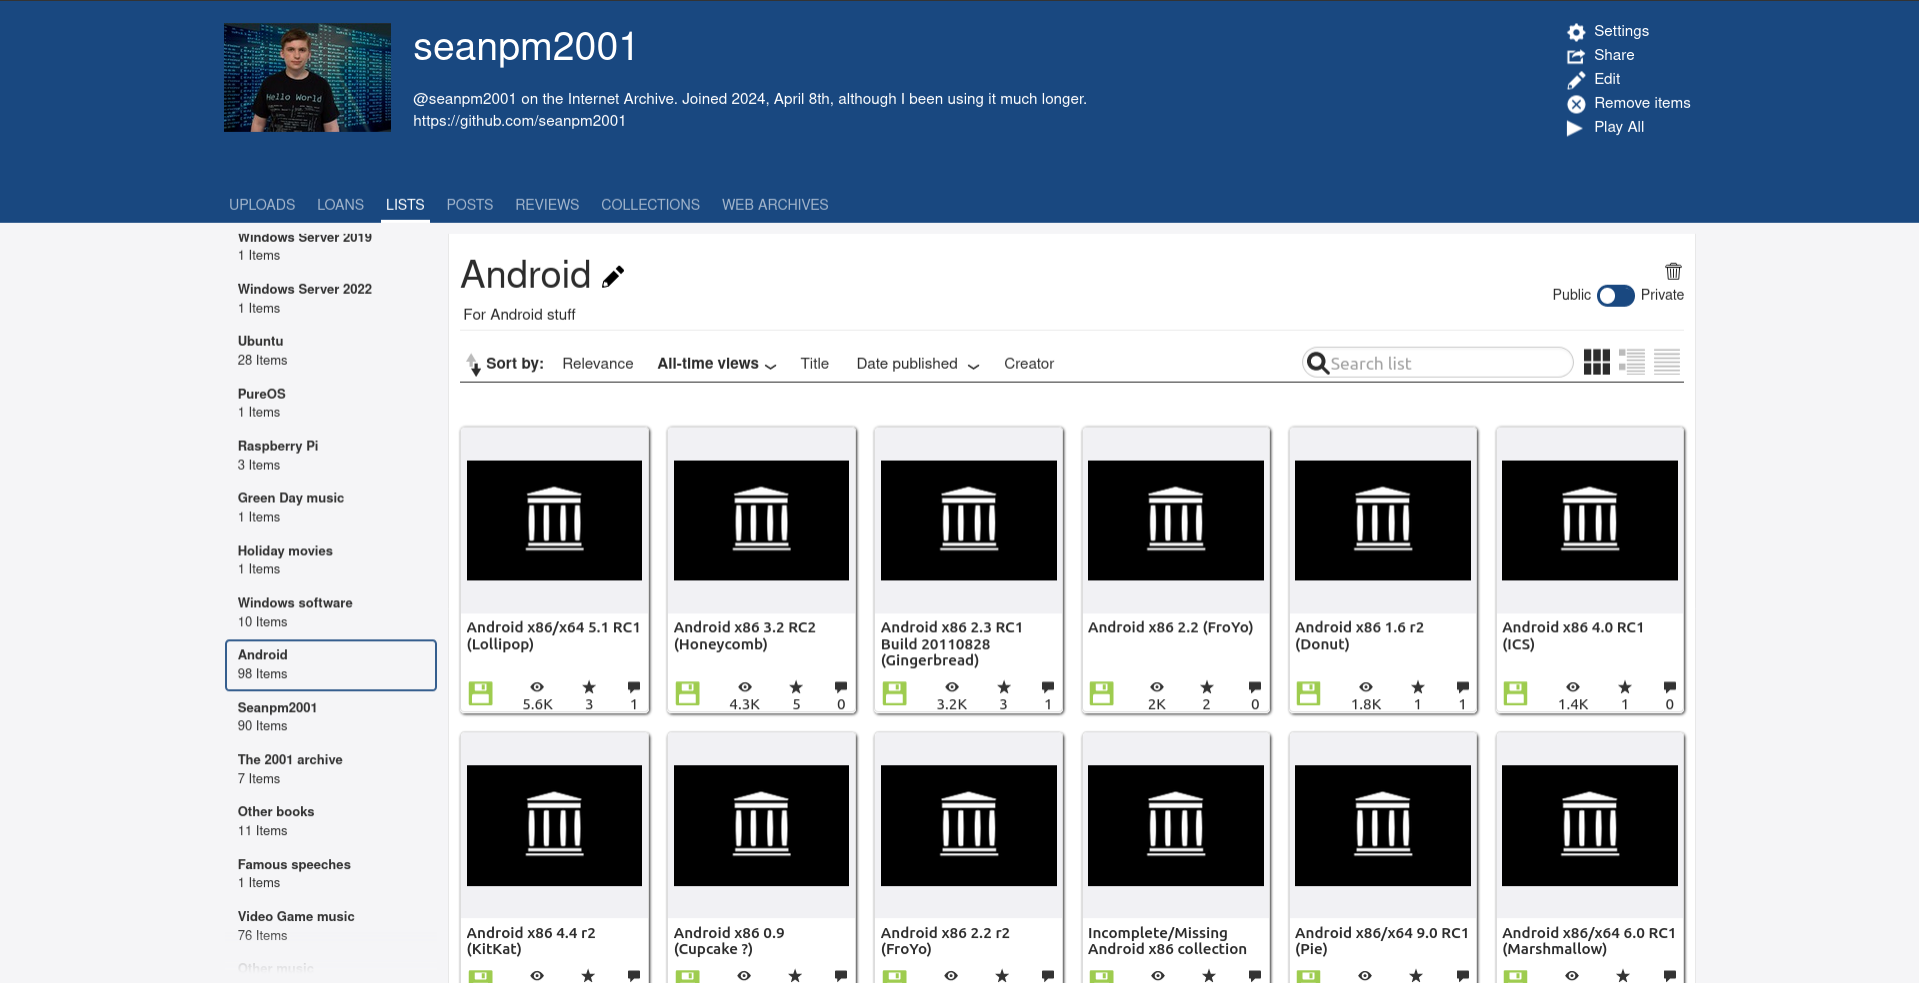 seanpm2001
@seanpm2001 on the Internet Archive. Joined 2024, April 8th, although I been using it much longer.
https://github.com/seanpm2001
Hello World
Settings
Share
Edit
Remove items
Play All
UPLOADS LOANS LISTS POSTS REVIEWS COLLECTIONS WEB ARCHIVES
Windows Server 2019
1 Items
Windows Server 2022
1 Items
Ubuntu
28 Items
PureOS
1 Items
Raspberry Pi
3 Items
Green Day music
1 Items
Holiday movies
1 Items
Windows software
10 Items
Android
98 Items
Seanpm2001
90 Items
The 2001 archive
7 Items
Other books
11 Items
Famous speeches
1 Items
Video Game music
76 Items
Other music
Android
For Android stuff
Public Private
Sort by: Relevance All-time views Title Date published Creator
Search list
Android x86/x64 5.1 RC1
(Lollipop)
5.6K 3 1
Android x86 3.2 RC2
(Honeycomb)
4.3K 5 0
Android x86 2.3 RC1
Build 20110828
(Gingerbread)
3.2K 3 1
Android x86 2.2 (FroYo)
2K 2 0
Android x86 1.6 r2
(Donut)
1.8K 1 1
Android x86 4.0 RC1
(ICS)
1.4K 1 0
Android x86 4.4 r2
(KitKat)
Android x86 0.9
(Cupcake ?)
Android x86 2.2 r2
(FroYo)
Incomplete/Missing
Android x86 collection
Android x86/x64 9.0 RC1
(Pie)
Android x86/x64 6.0 RC1
(Marshmallow)